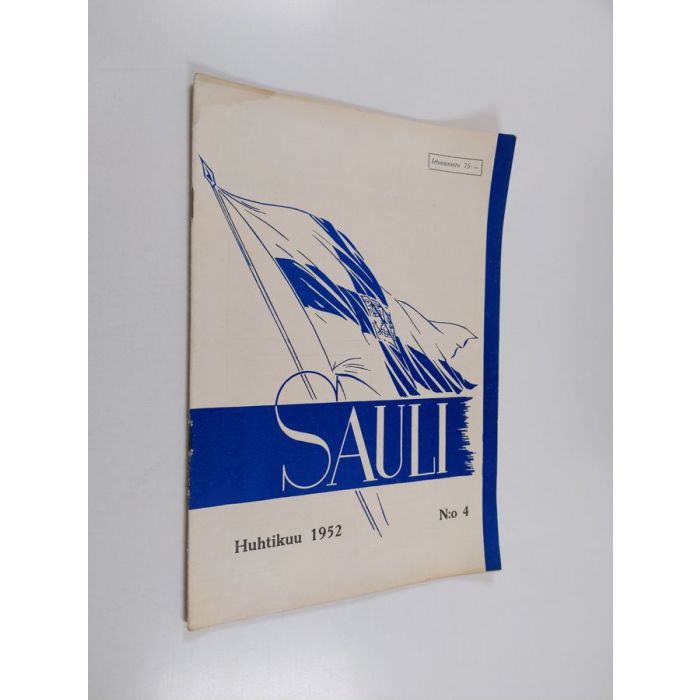 Irtonumero 75:—
SAULI
Huhtikuu 1952
N:o 4